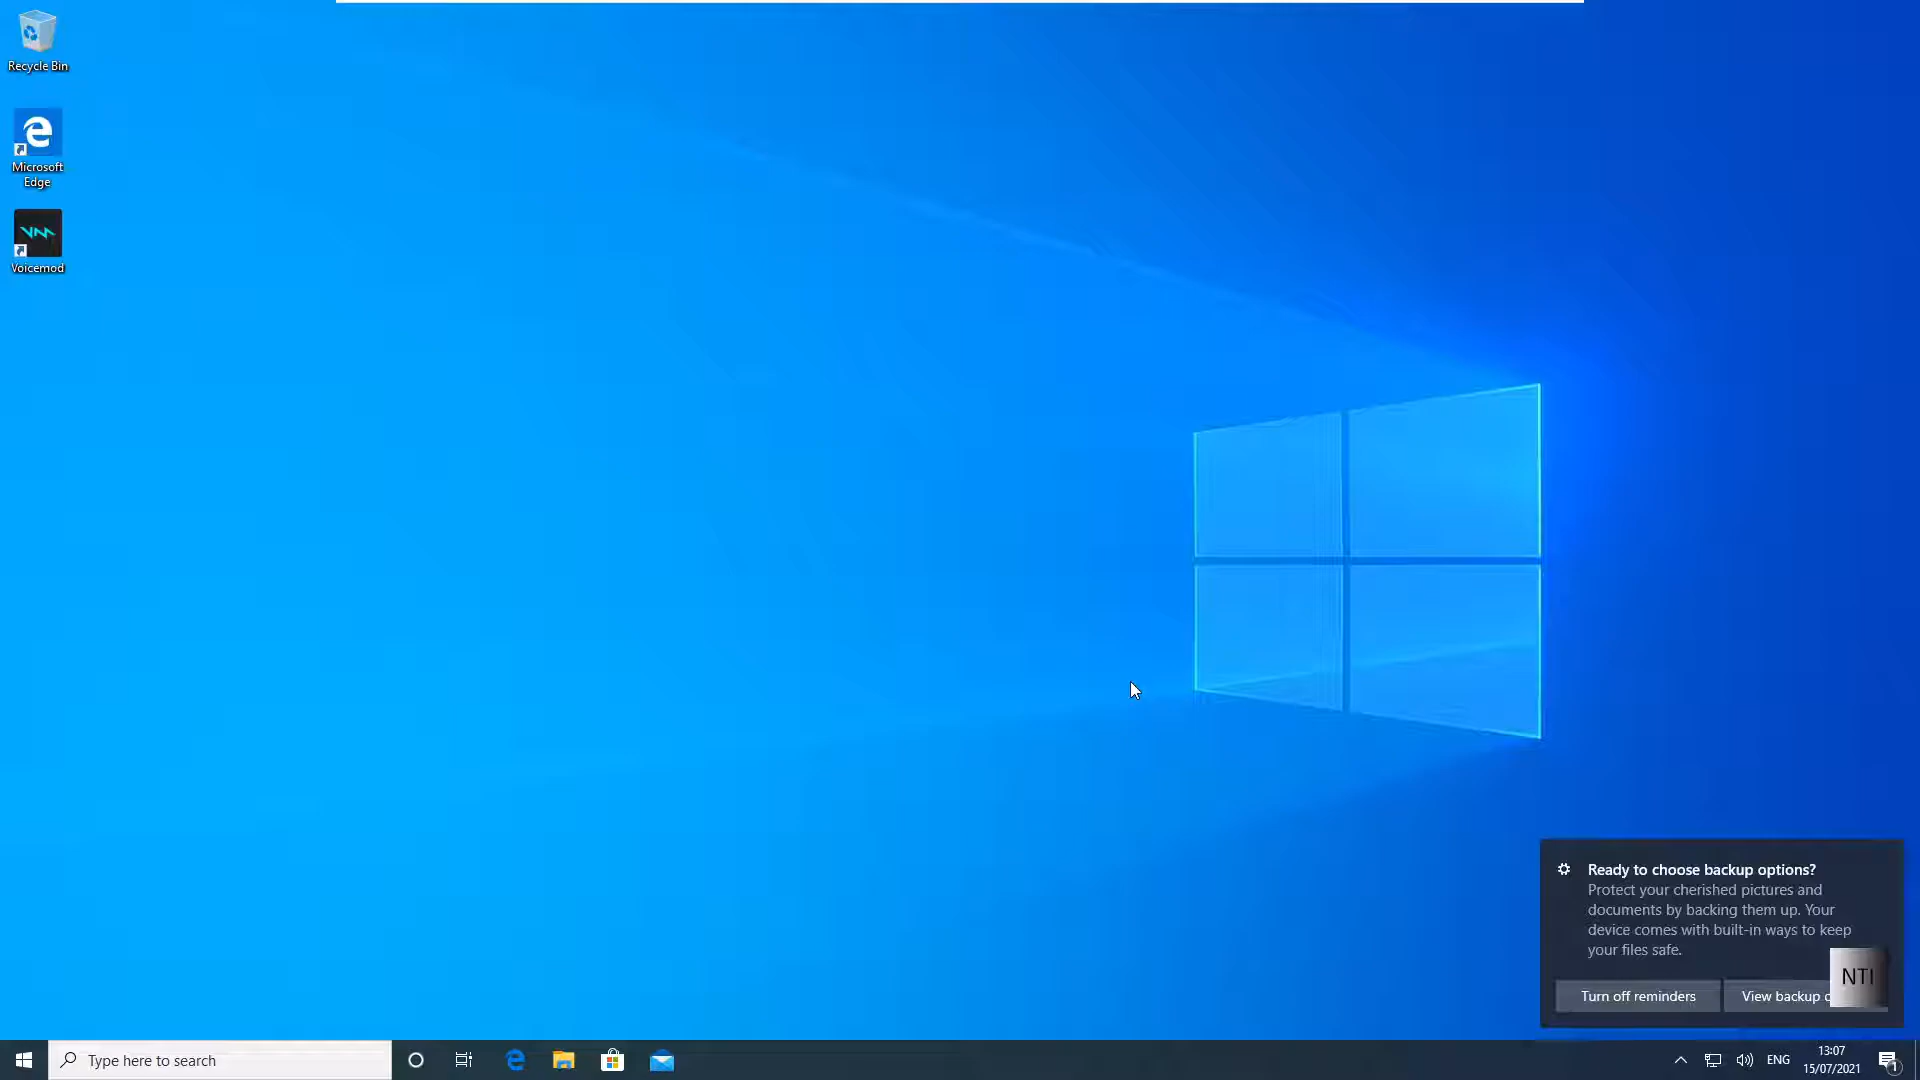 Recycle Bin
Microsoft
Edge
Voicemod
Ready to choose backup options?
Protect your cherished pictures and
documents by backing them up. Your
device comes with built-in ways to keep
your files safe.
NTI
Turn off reminders
View backup
Type here to search
ENG
13:07
15/07/2021
1